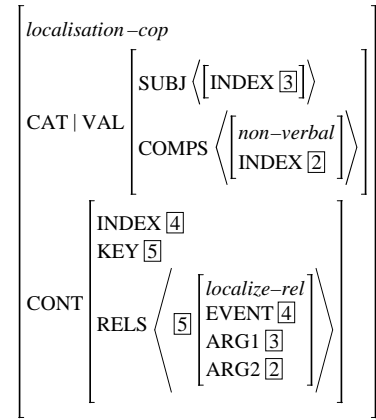 localisation–cop
CAT | VAL
SUBJ ⟨[INDEX 3]⟩
COMPS ⟨[non–verbal
INDEX 2]⟩
CONT
INDEX 4
KEY 5
RELS ⟨ 5
localize–rel
EVENT 4
ARG1 3
ARG2 2 ⟩